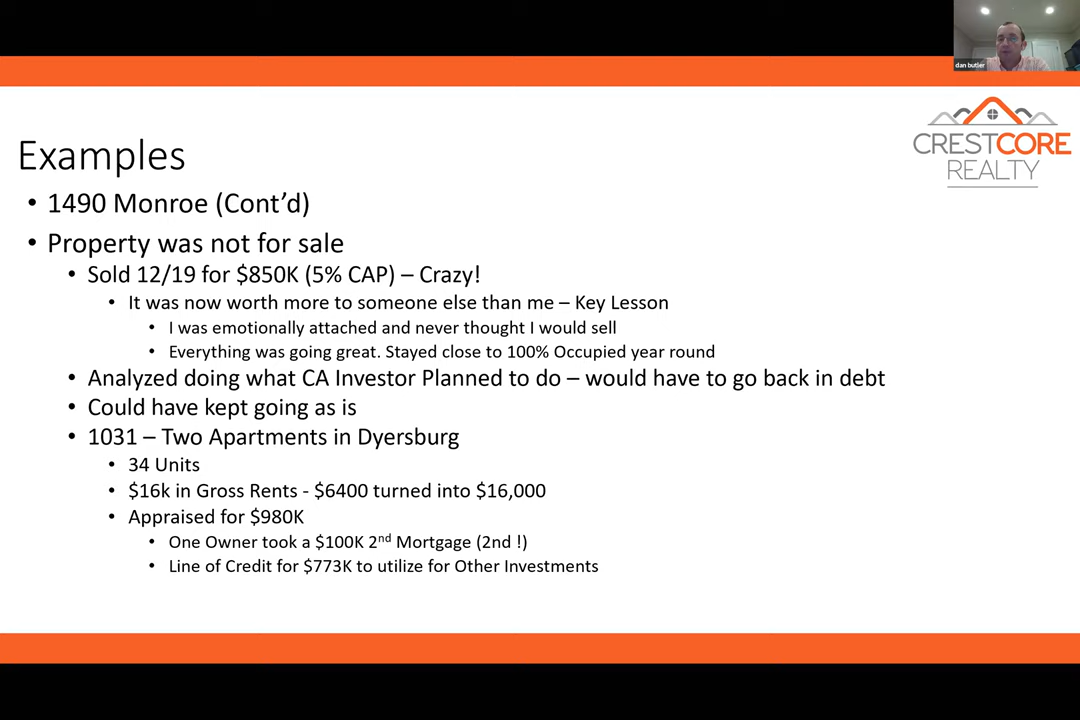 dan butler
CRESTCORE
REALTY
Examples
• 1490 Monroe (Cont’d)
• Property was not for sale
• Sold 12/19 for $850K (5% CAP) – Crazy!
• It was now worth more to someone else than me – Key Lesson
• I was emotionally attached and never thought I would sell
• Everything was going great. Stayed close to 100% Occupied year round
• Analyzed doing what CA Investor Planned to do – would have to go back in debt
• Could have kept going as is
• 1031 – Two Apartments in Dyersburg
• 34 Units
• $16k in Gross Rents - $6400 turned into $16,000
• Appraised for $980K
• One Owner took a $100K 2nd Mortgage (2nd !)
• Line of Credit for $773K to utilize for Other Investments